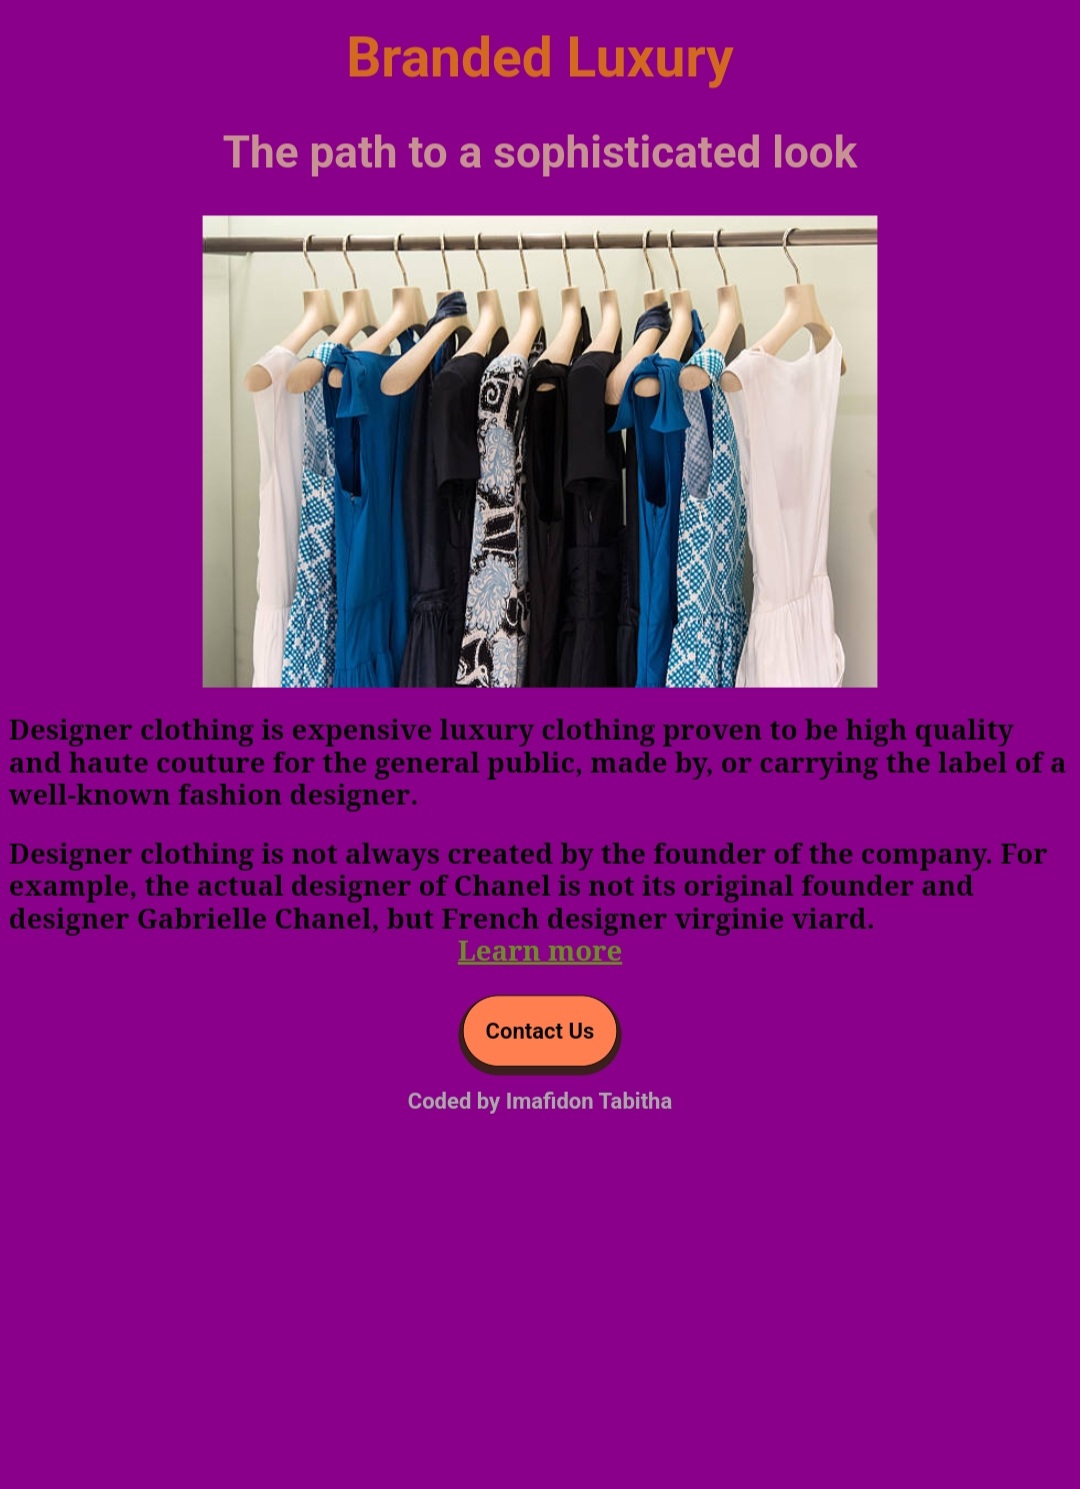 Branded Luxury
The path to a sophisticated look
Designer clothing is expensive luxury clothing proven to be high quality
and haute couture for the general public, made by, or carrying the label of a
well-known fashion designer.
Designer clothing is not always created by the founder of the company. For
example, the actual designer of Chanel is not its original founder and
designer Gabrielle Chanel, but French designer virginie viard.
Learn more
Contact Us
Coded by Imafidon Tabitha